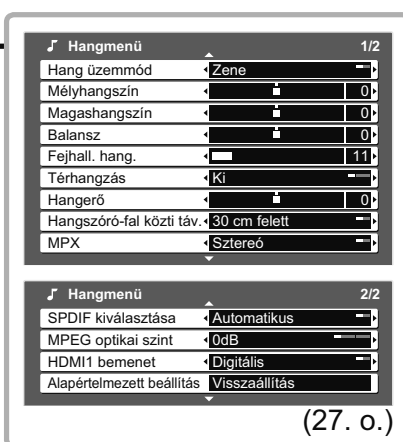 Hangmenü 1/2
Hang üzemmód Zene
Mélyhangszín 0
Magashangszín 0
Balansz 0
Fejhall. hang. 11
Térhangzás Ki
Hangerő 0
Hangszóró-fal közti táv. 30 cm felett
MPX Sztereó
Hangmenü 2/2
SPDIF kiválasztása Automatikus
MPEG optikai szint 0dB
HDMI1 bemenet Digitális
Alapértelmezett beállítás Visszaállítás
(27. o.)